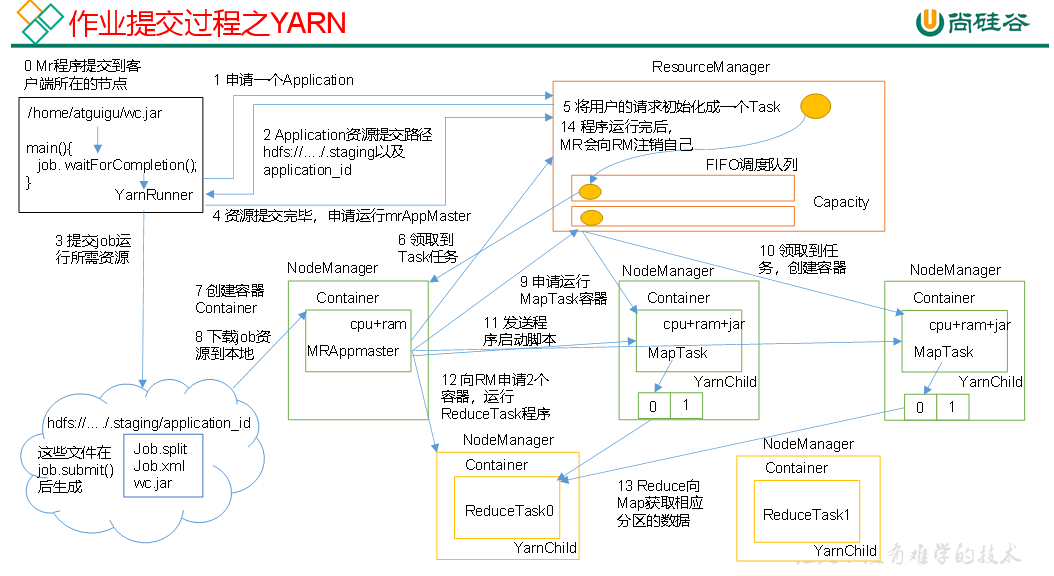 作业提交过程之YARN
尚硅谷
0 Mr程序提交到客
户端所在的节点
/home/atguigu/wc.jar
main(){
job. waitForCompletion();
}
YarnRunner
1 申请一个Application
2 Application资源提交路径
hdfs://…. /.staging以及
application_id
4 资源提交完毕，申请运行mrAppMaster
ResourceManager
5 将用户的请求初始化成一个Task
14 程序运行完后，
MR会向RM注销自己
FIFO调度队列
Capacity
3 提交job运
行所需资源
6 领取到
Task任务
10 领取到任
务，创建容器
7 创建容器
Container
8 下载job资
源到本地
NodeManager
Container
cpu+ram
MRAppmaster
9 申请运行
MapTask容器
11 发送程
序启动脚本
NodeManager
Container
cpu+ram+jar
MapTask
YarnChild
0
1
NodeManager
Container
cpu+ram+jar
MapTask
YarnChild
0
1
12 向RM申请2个
容器，运行
ReduceTask程序
hdfs://…. /.staging/application_id
这些文件在
job.submit()
后生成
Job.split
Job.xml
wc.jar
NodeManager
Container
ReduceTask0
YarnChild
13 Reduce向
Map获取相应
分区的数据
NodeManager
Container
ReduceTask1
YarnChild
有难学的技术